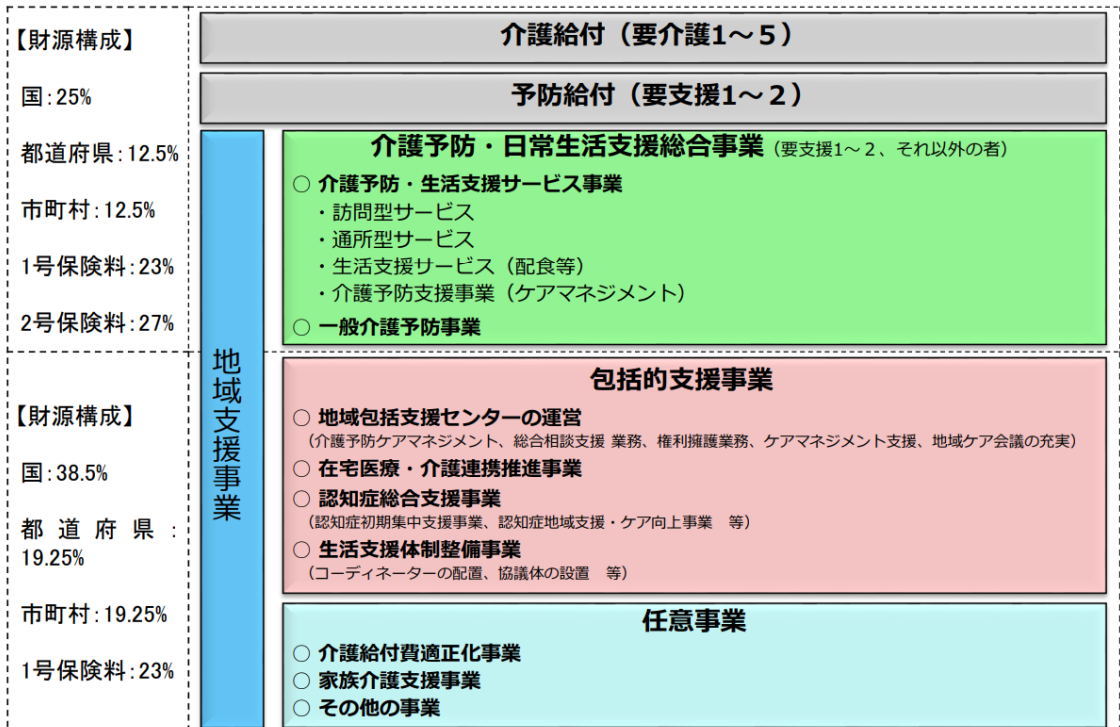 【財源構成】
国:25%
都道府県:12.5%
市町村:12.5%
1号保険料:23%
2号保険料:27%
介護給付（要介護1～５）
予防給付（要支援1～２）
地域支援事業
介護予防・日常生活支援総合事業（要支援1～２、それ以外の者）
○ 介護予防・生活支援サービス事業
・訪問型サービス
・通所型サービス
・生活支援サービス（配食等）
・介護予防支援事業（ケアマネジメント）
○ 一般介護予防事業
【財源構成】
国:38.5%
都道府県:
19.25%
市町村:19.25%
1号保険料:23%
包括的支援事業
○ 地域包括支援センターの運営
（介護予防ケアマネジメント、総合相談支援 業務、権利擁護業務、ケアマネジメント支援、地域ケア会議の充実）
○ 在宅医療・介護連携推進事業
○ 認知症総合支援事業
（認知症初期集中支援事業、認知症地域支援・ケア向上事業　等）
○ 生活支援体制整備事業
（コーディネーターの配置、協議体の設置　等）
任意事業
○ 介護給付費適正化事業
○ 家族介護支援事業
○ その他の事業